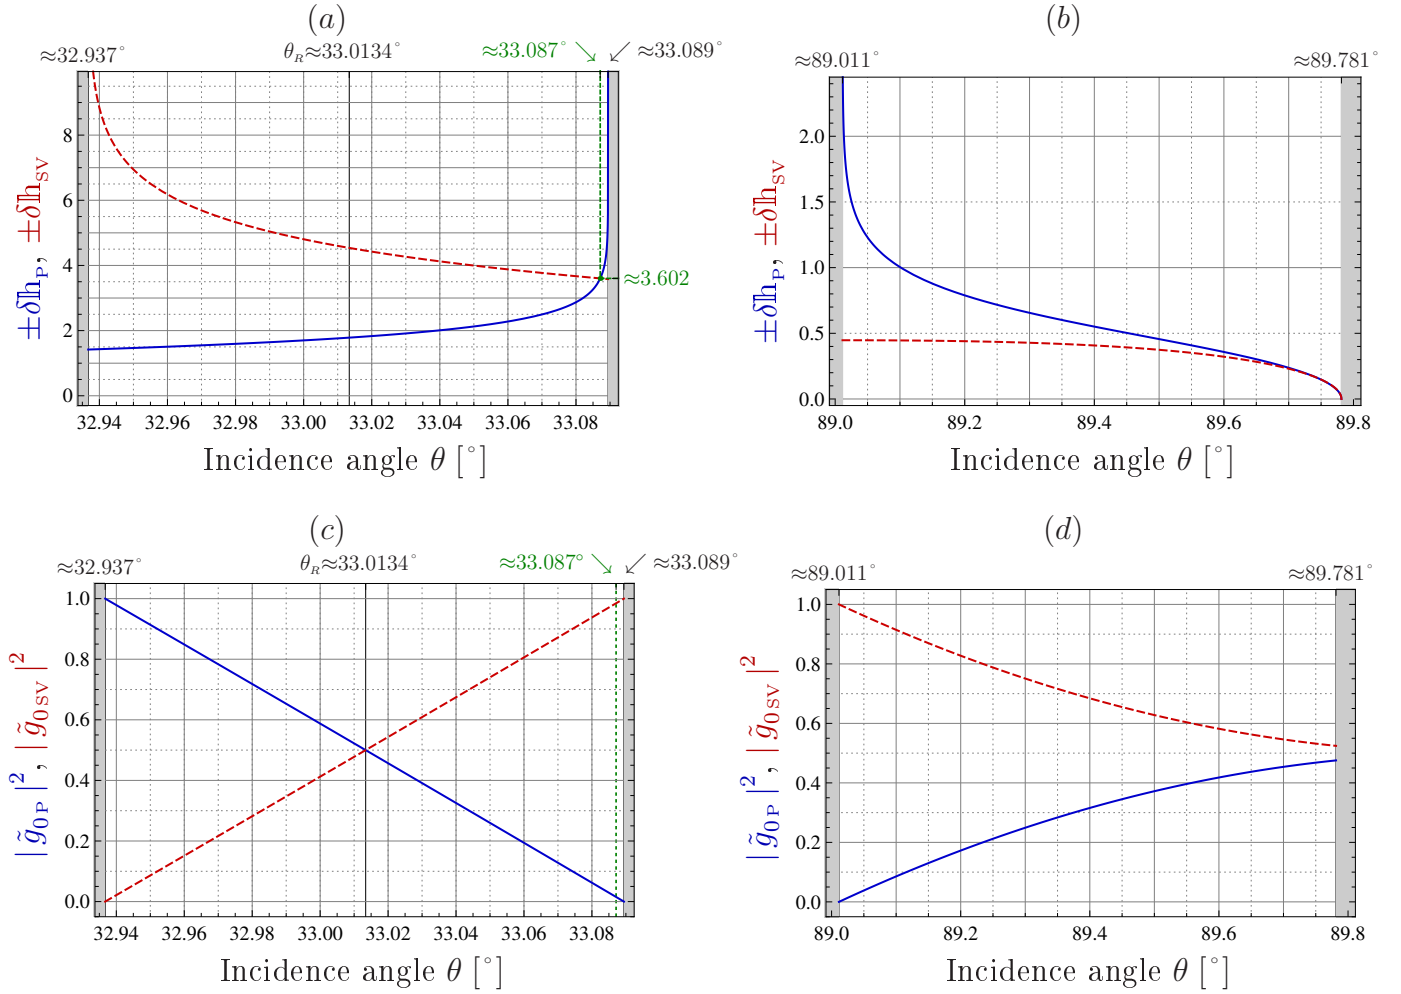 (a)
≈32.937°
θR≈33.0134°
≈33.087°
≈33.089°
±δhP, ±δhSV
8
6
4
2
0
≈3.602
32.94 32.96 32.98 33.00 33.02 33.04 33.06 33.08
Incidence angle θ [°]
(b)
≈89.011°
≈89.781°
±δhP, ±δhSV
2.0
1.5
1.0
0.5
0.0
89.0 89.2 89.4 89.6 89.8
Incidence angle θ [°]
(c)
≈32.937°
θR≈33.0134°
≈33.087°
≈33.089°
|g̃0P|², |g̃0SV|²
1.0
0.8
0.6
0.4
0.2
0.0
32.94 32.96 32.98 33.00 33.02 33.04 33.06 33.08
Incidence angle θ [°]
(d)
≈89.011°
≈89.781°
|g̃0P|², |g̃0SV|²
1.0
0.8
0.6
0.4
0.2
0.0
89.0 89.2 89.4 89.6 89.8
Incidence angle θ [°]